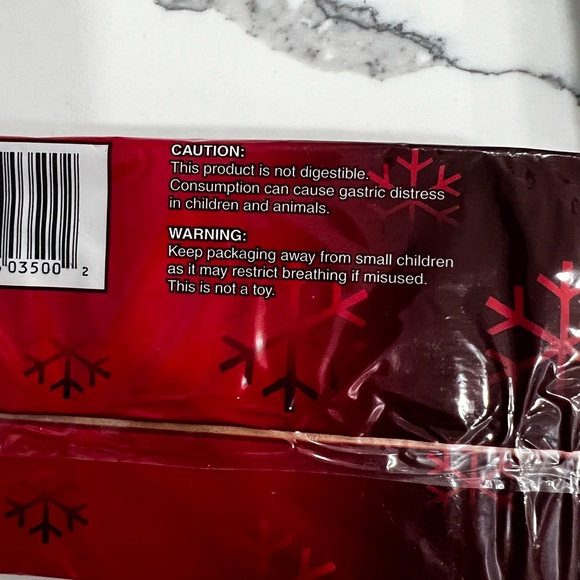 CAUTION:
This product is not digestible.
Consumption can cause gastric distress
in children and animals.
WARNING:
Keep packaging away from small children
as it may restrict breathing if misused.
This is not a toy.
03500 2